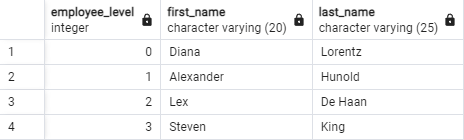 employee_level first_name last_name
integer character varying (20) character varying (25)
1 0 Diana Lorentz
2 1 Alexander Hunold
3 2 Lex De Haan
4 3 Steven King